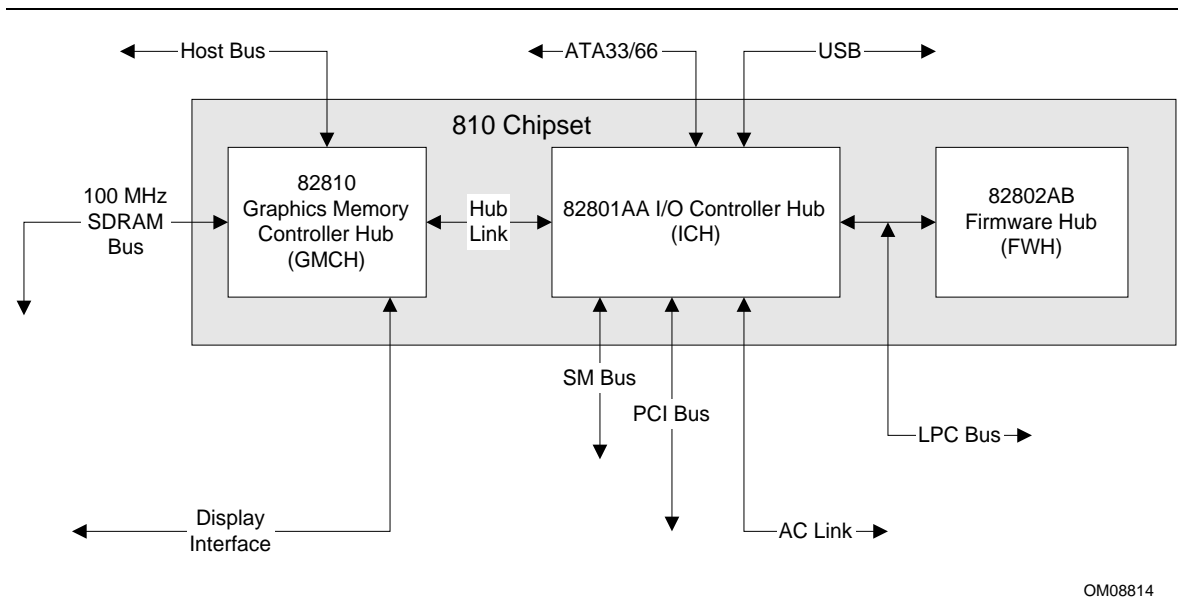 Host Bus
ATA33/66
USB
810 Chipset
100 MHz
SDRAM
Bus
82810
Graphics Memory
Controller Hub
(GMCH)
Hub
Link
82801AA I/O Controller Hub
(ICH)
82802AB
Firmware Hub
(FWH)
SM Bus
PCI Bus
LPC Bus
Display
Interface
AC Link
OM08814